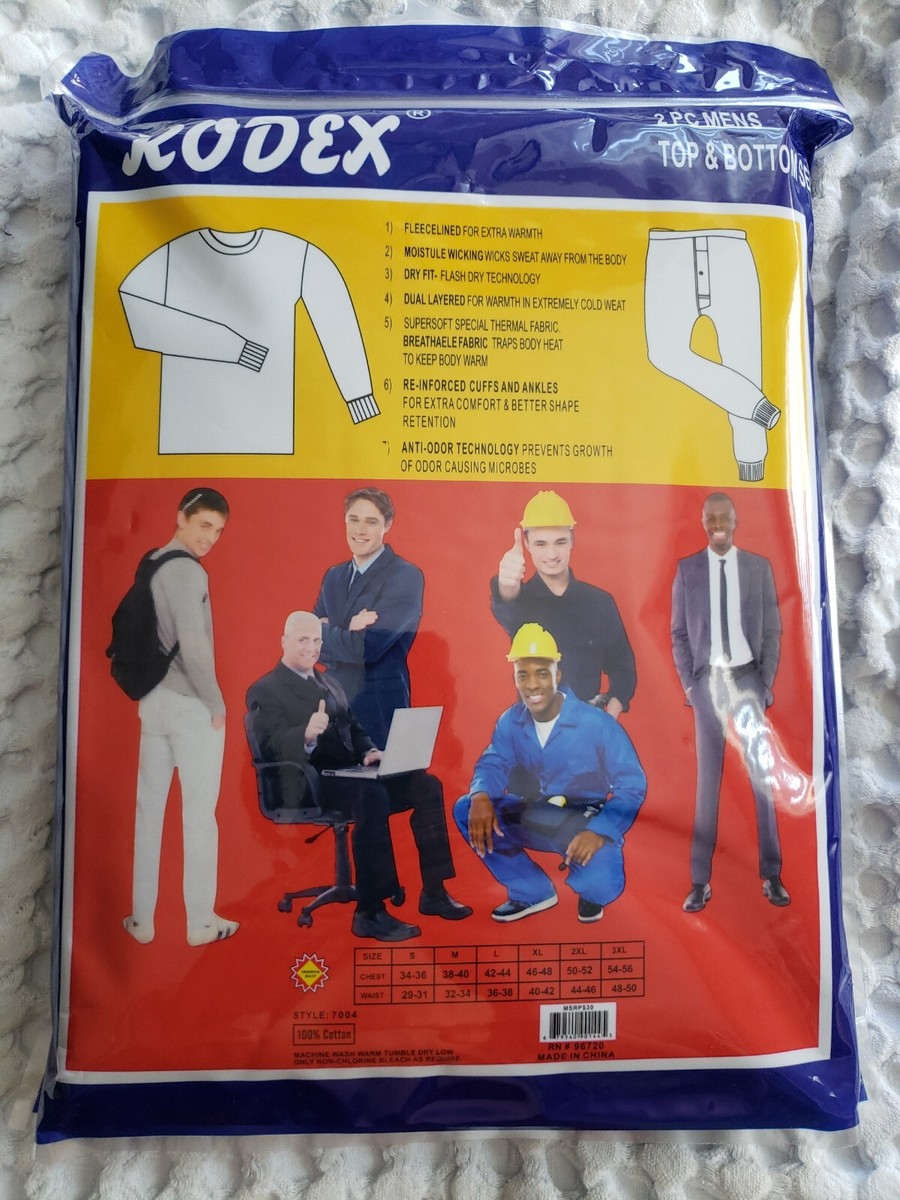 KODEX®
2 PC MENS
TOP & BOTTOM SE
1) FLEECELINED FOR EXTRA WARMTH
2) MOISTULE WICKING WICKS SWEAT AWAY FROM THE BODY
3) DRY FIT- FLASH DRY TECHNOLOGY
4) DUAL LAYERED FOR WARMTH IN EXTREMELY COLD WEAT
5) SUPERSOFT SPECIAL THERMAL FABRIC.
BREATHAELE FABRIC TRAPS BODY HEAT
TO KEEP BODY WARM
6) RE-INFORCED CUFFS AND ANKLES
FOR EXTRA COMFORT & BETTER SHAPE
RETENTION
7) ANTI-ODOR TECHNOLOGY PREVENTS GROWTH
OF ODOR CAUSING MICROBES
SIZE S M L XL 2XL 3XL
CHEST 34-36 38-40 42-44 46-48 50-52 54-56
WAIST 29-31 32-34 36-38 40-42 44-46 48-50
STYLE: 7004
100% Cotton
MACHINE WASH WARM TUMBLE DRY LOW
ONLY NON-CHLORINE BLEACH AS REQUIRE
MSRP$30
RN # 96720
MADE IN CHINA